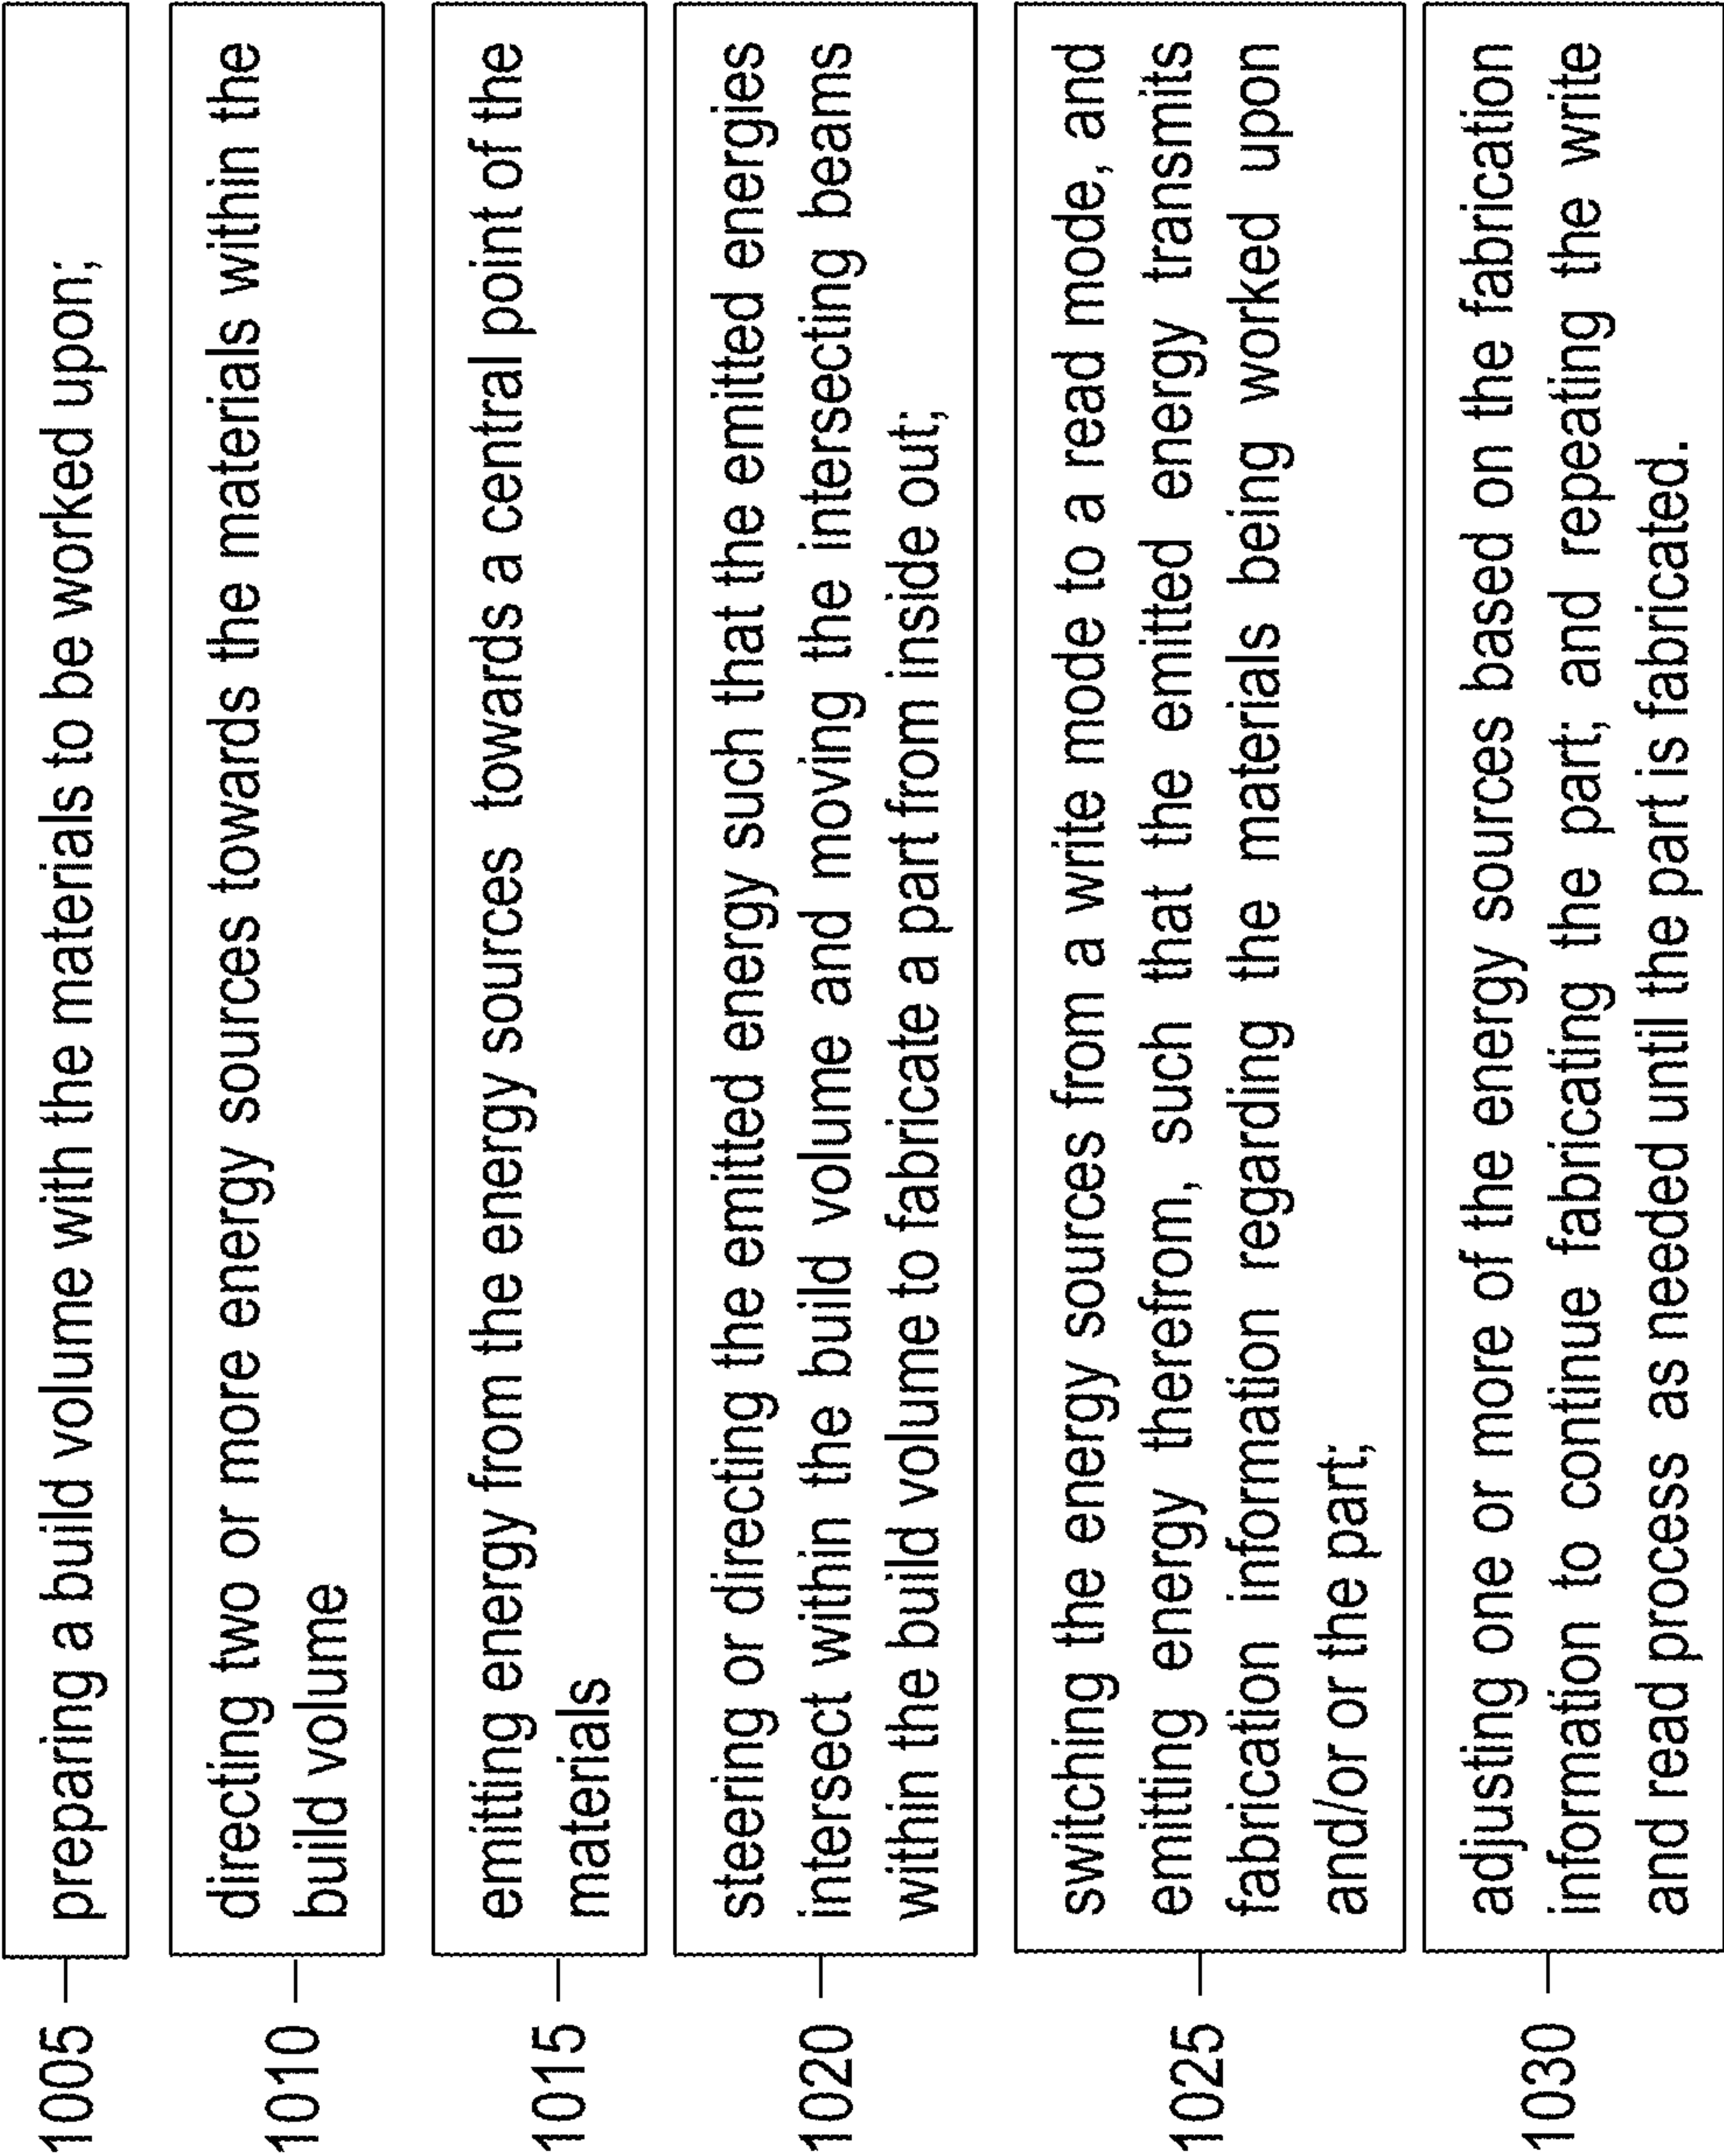 1005
preparing a build volume with the materials to be worked upon;
1010
directing two or more energy sources towards the materials within the
build volume
1015
emitting energy from the energy sources towards a central point of the
materials
1020
steering or directing the emitted energy such that the emitted energies
intersect within the build volume and moving the intersecting beams
within the build volume to fabricate a part from inside out;
1025
switching the energy sources from a write mode to a read mode, and
emitting energy therefrom, such that the emitted energy transmits
fabrication information regarding the materials being worked upon
and/or or the part;
1030
adjusting one or more of the energy sources based on the fabrication
information to continue fabricating the part; and repeating the write
and read process as needed until the part is fabricated.